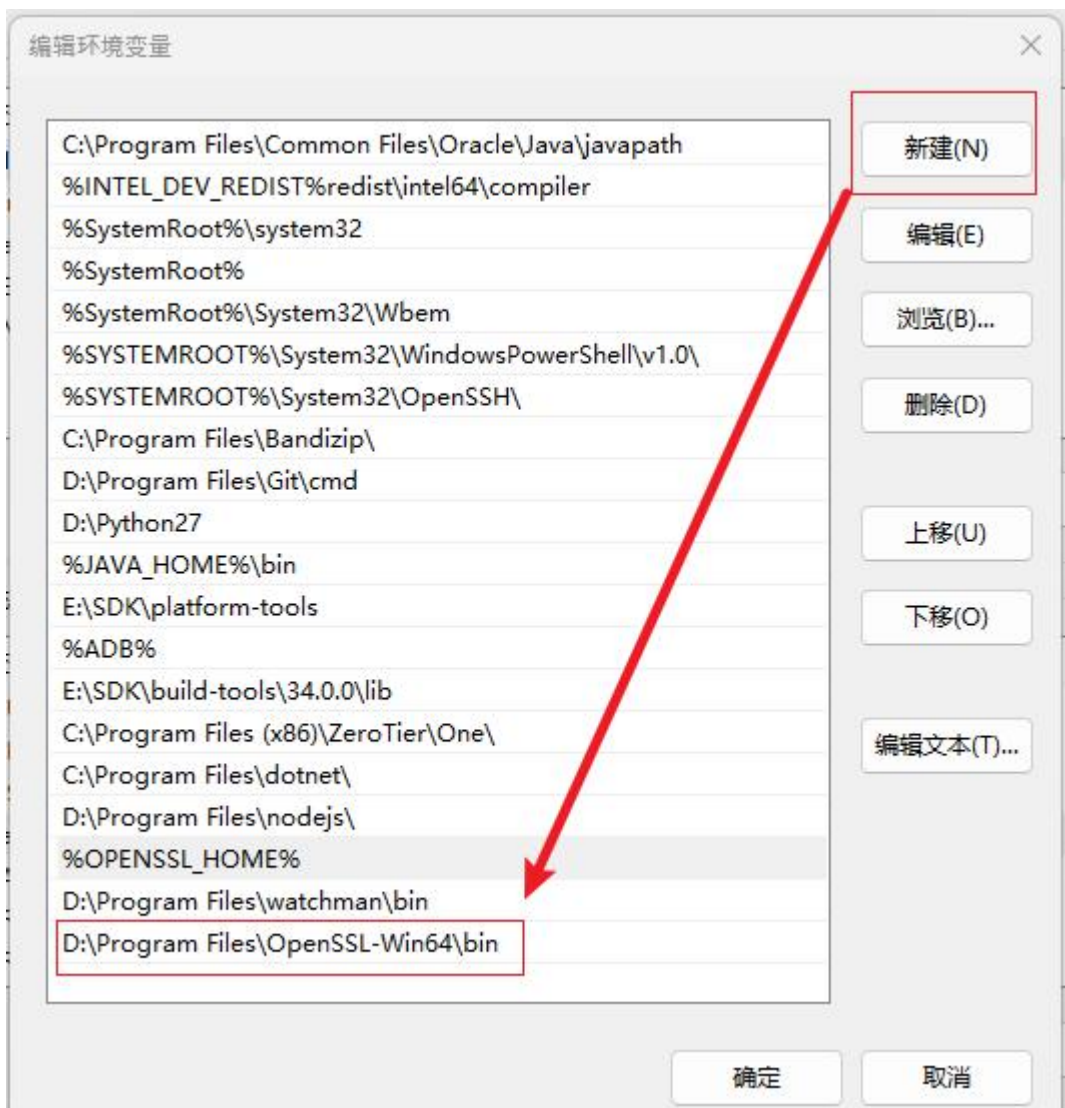 编辑环境变量
C:\Program Files\Common Files\Oracle\Java\javapath
%INTEL_DEV_REDIST%redist\intel64\compiler
%SystemRoot%\system32
%SystemRoot%
%SystemRoot%\System32\Wbem
%SYSTEMROOT%\System32\WindowsPowerShell\v1.0\
%SYSTEMROOT%\System32\OpenSSH\
C:\Program Files\Bandizip\
D:\Program Files\Git\cmd
D:\Python27
%JAVA_HOME%\bin
E:\SDK\platform-tools
%ADB%
E:\SDK\build-tools\34.0.0\lib
C:\Program Files (x86)\ZeroTier\One\
C:\Program Files\dotnet\
D:\Program Files\nodejs\
%OPENSSL_HOME%
D:\Program Files\watchman\bin
D:\Program Files\OpenSSL-Win64\bin
新建(N)
编辑(E)
浏览(B)...
删除(D)
上移(U)
下移(O)
编辑文本(T)...
确定
取消